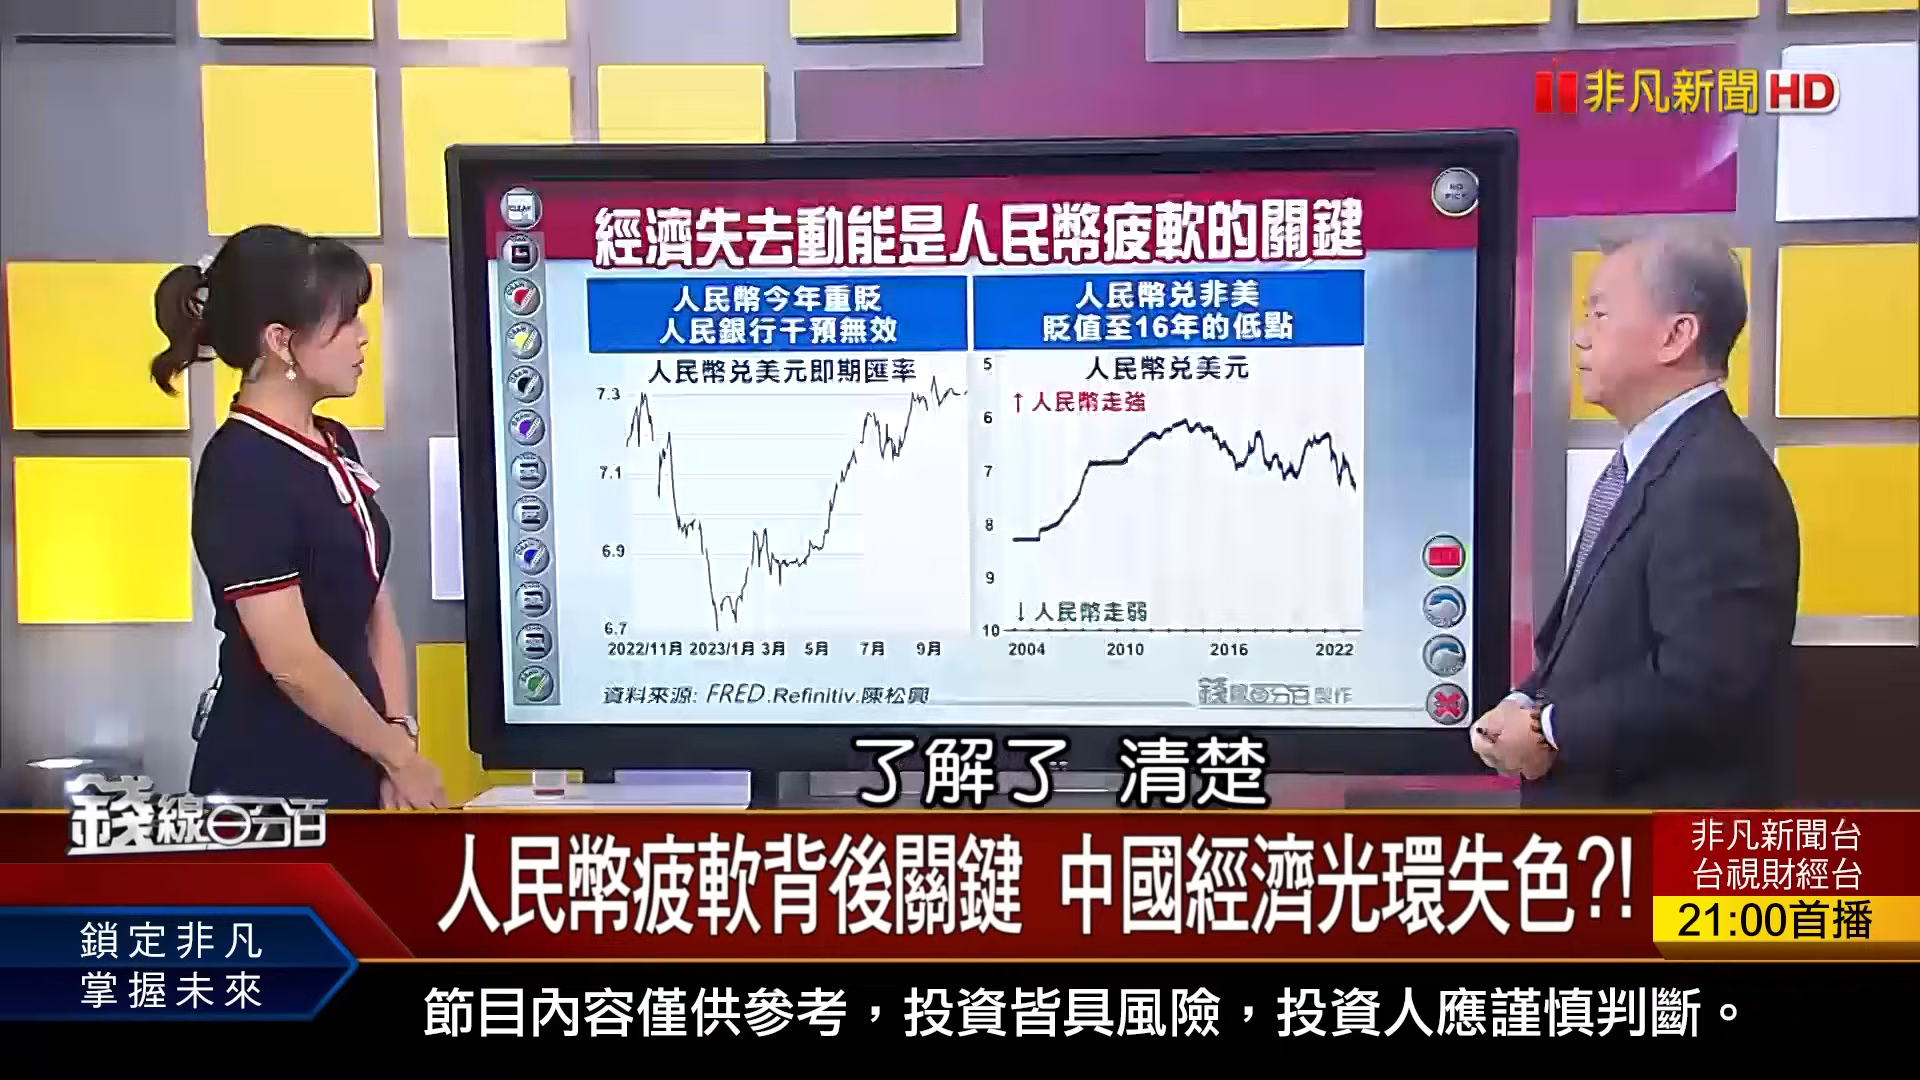 非凡新聞HD
經濟失去動能是人民幣疲軟的關鍵
人民幣今年重貶
人民銀行干預無效
人民幣兌美元即期匯率
7.3
7.1
6.9
6.7
2022/11月 2023/1月 3月 5月 7月 9月
人民幣兌非美
貶值至16年的低點
人民幣兌美元
5
↑人民幣走強
6
7
8
9
↓人民幣走弱
10
2004 2010 2016 2022
資料來源: FRED.Refinitiv.陳松興
錢線百分百 製作
了解了 清楚
錢線百分百
人民幣疲軟背後關鍵 中國經濟光環失色?!
非凡新聞台
台視財經台
21:00首播
鎖定非凡
掌握未來
節目內容僅供參考，投資皆具風險，投資人應謹慎判斷。